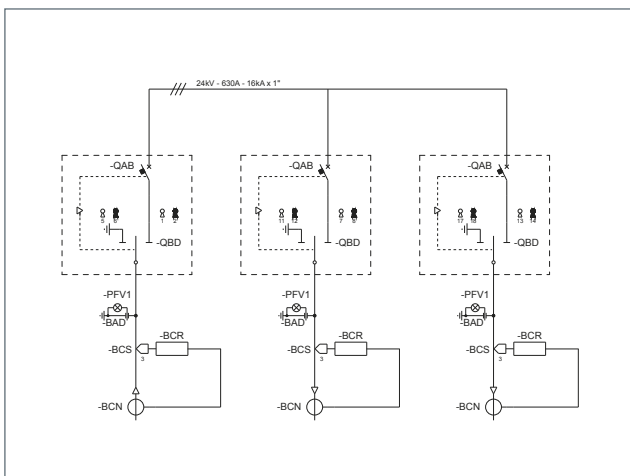 24kV - 630A - 16kA x 1"
-QAB
-QAB
-QAB
5 6 1 2
11 12 7 8
17 18 13 14
-QBD
-QBD
-QBD
-PFV1
-PFV1
-PFV1
-BAD
-BAD
-BAD
-BCR
-BCR
-BCR
-BCS
-BCS
-BCS
3
3
3
-BCN
-BCN
-BCN